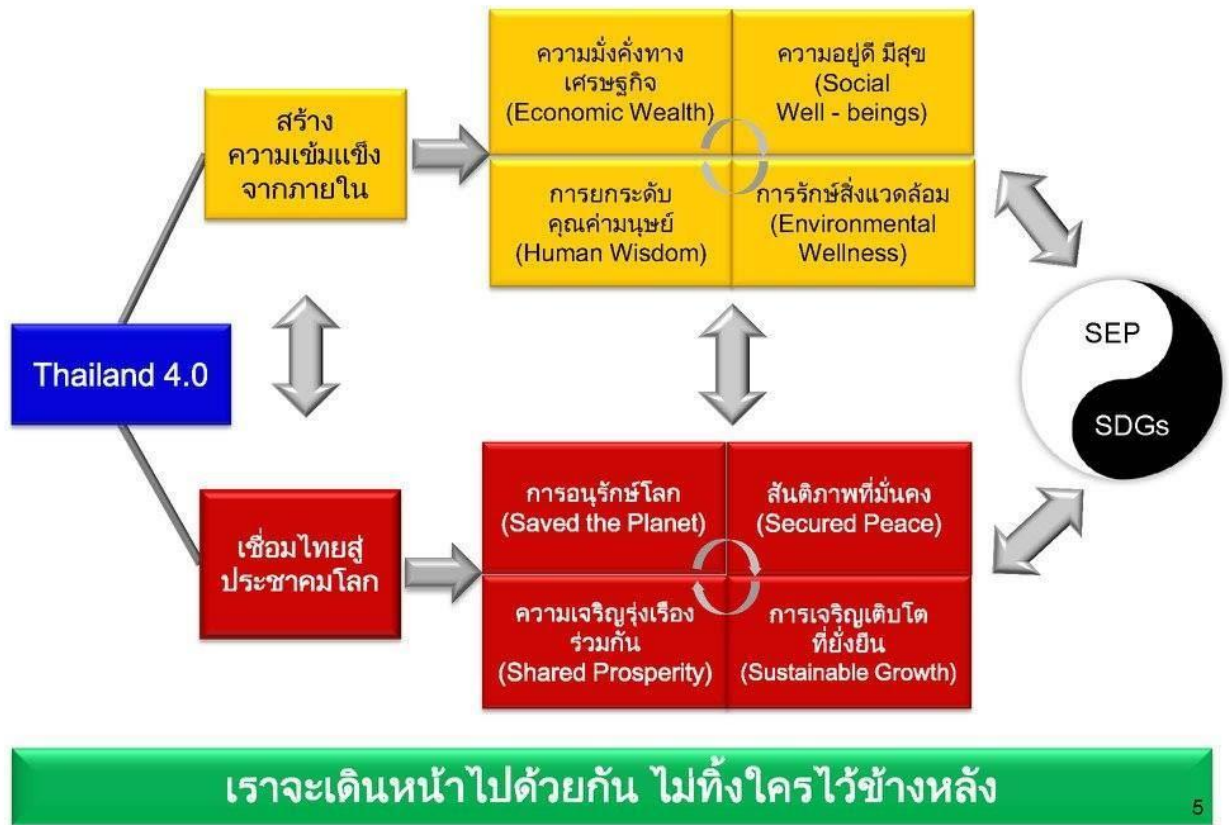 ความมั่งคั่งทาง
เศรษฐกิจ
(Economic Wealth)
ความอยู่ดี มีสุข
(Social
Well - beings)
สร้าง
ความเข้มแข็ง
จากภายใน
การยกระดับ
คุณค่ามนุษย์
(Human Wisdom)
การรักษ์สิ่งแวดล้อม
(Environmental
Wellness)
Thailand 4.0
SEP
SDGs
การอนุรักษ์โลก
(Saved the Planet)
สันติภาพที่มั่นคง
(Secured Peace)
เชื่อมไทยสู่
ประชาคมโลก
ความเจริญรุ่งเรือง
ร่วมกัน
(Shared Prosperity)
การเจริญเติบโต
ที่ยั่งยืน
(Sustainable Growth)
เราจะเดินหน้าไปด้วยกัน ไม่ทิ้งใครไว้ข้างหลัง
5